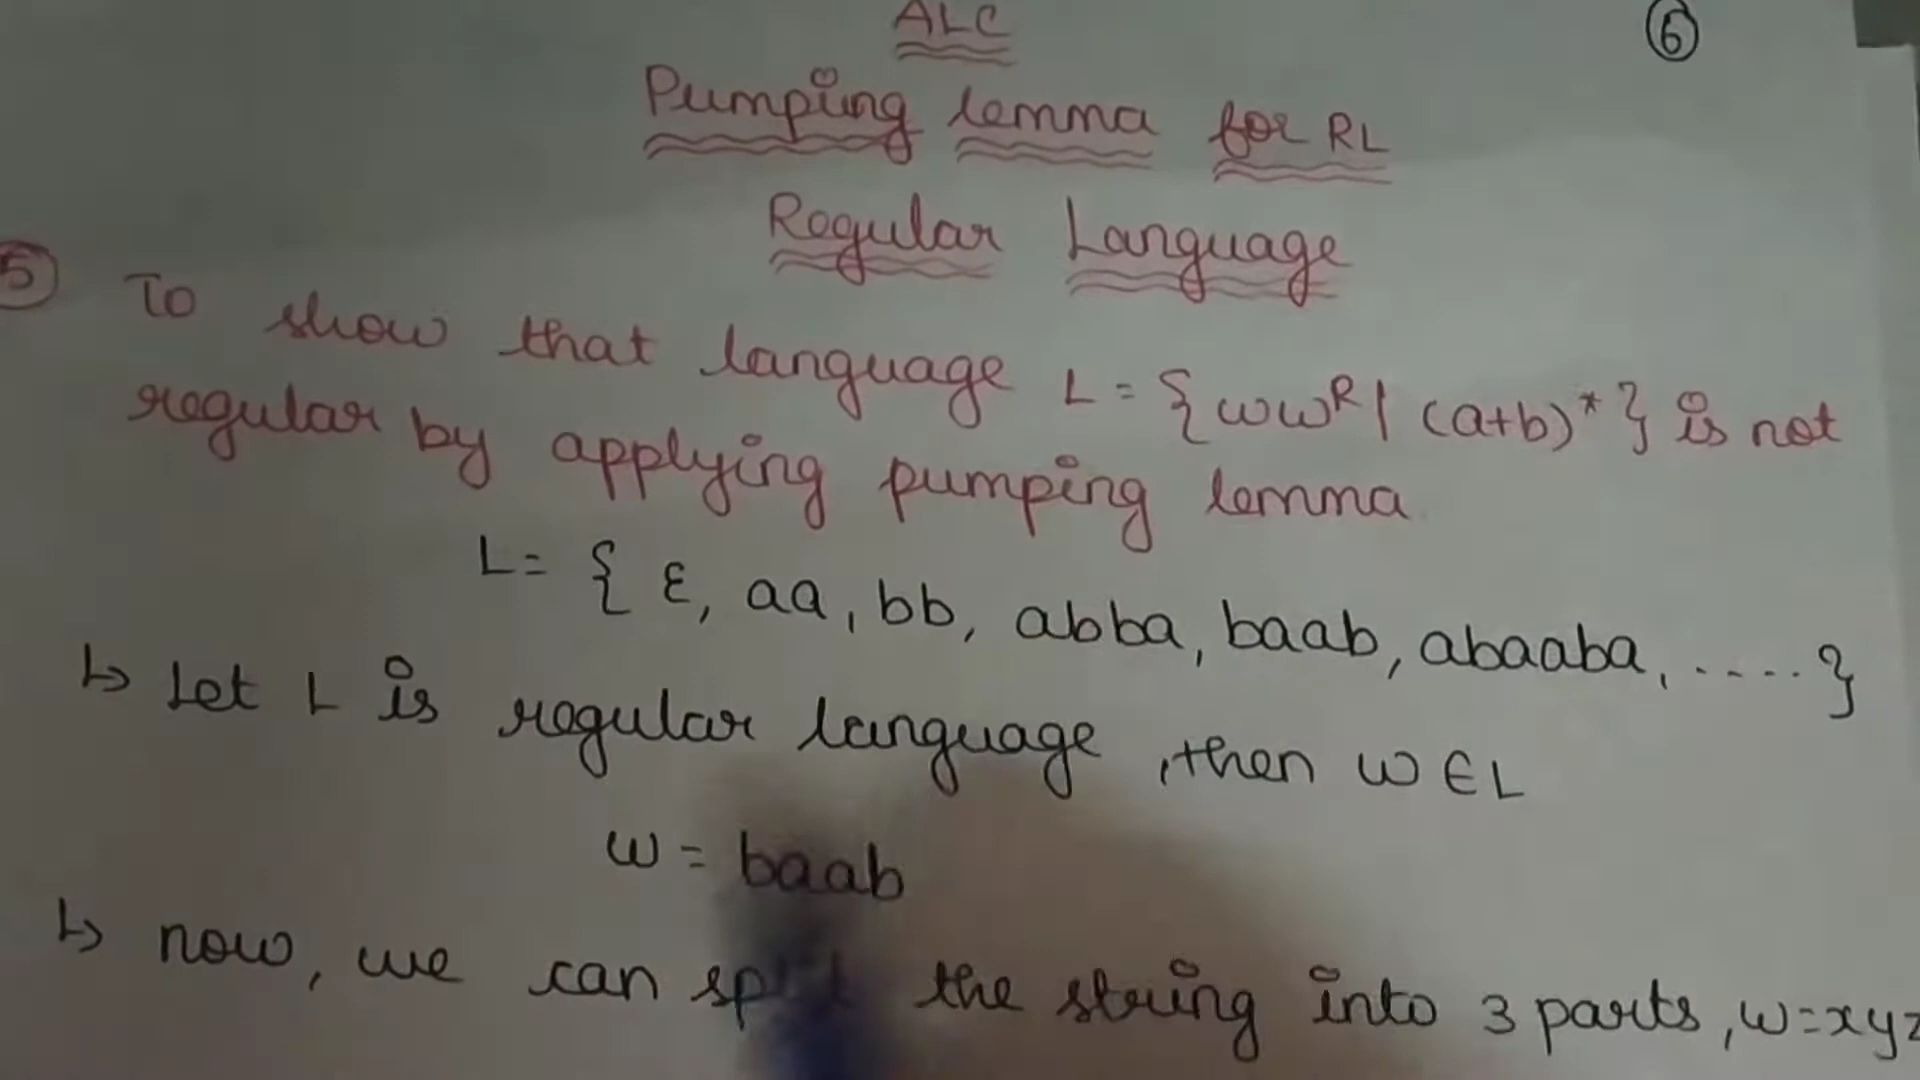 ALC
6
Pumping lemma for RL
Regular Language
5 To show that language L = {ωω^R | (a+b)*} is not
regular by applying pumping lemma
L = { ε, aa, bb, abba, baab, abaaba, ..... }
↳ Let L is regular language, then ω ∈ L
ω = baab
↳ now, we can split the string into 3 parts, ω=xyz